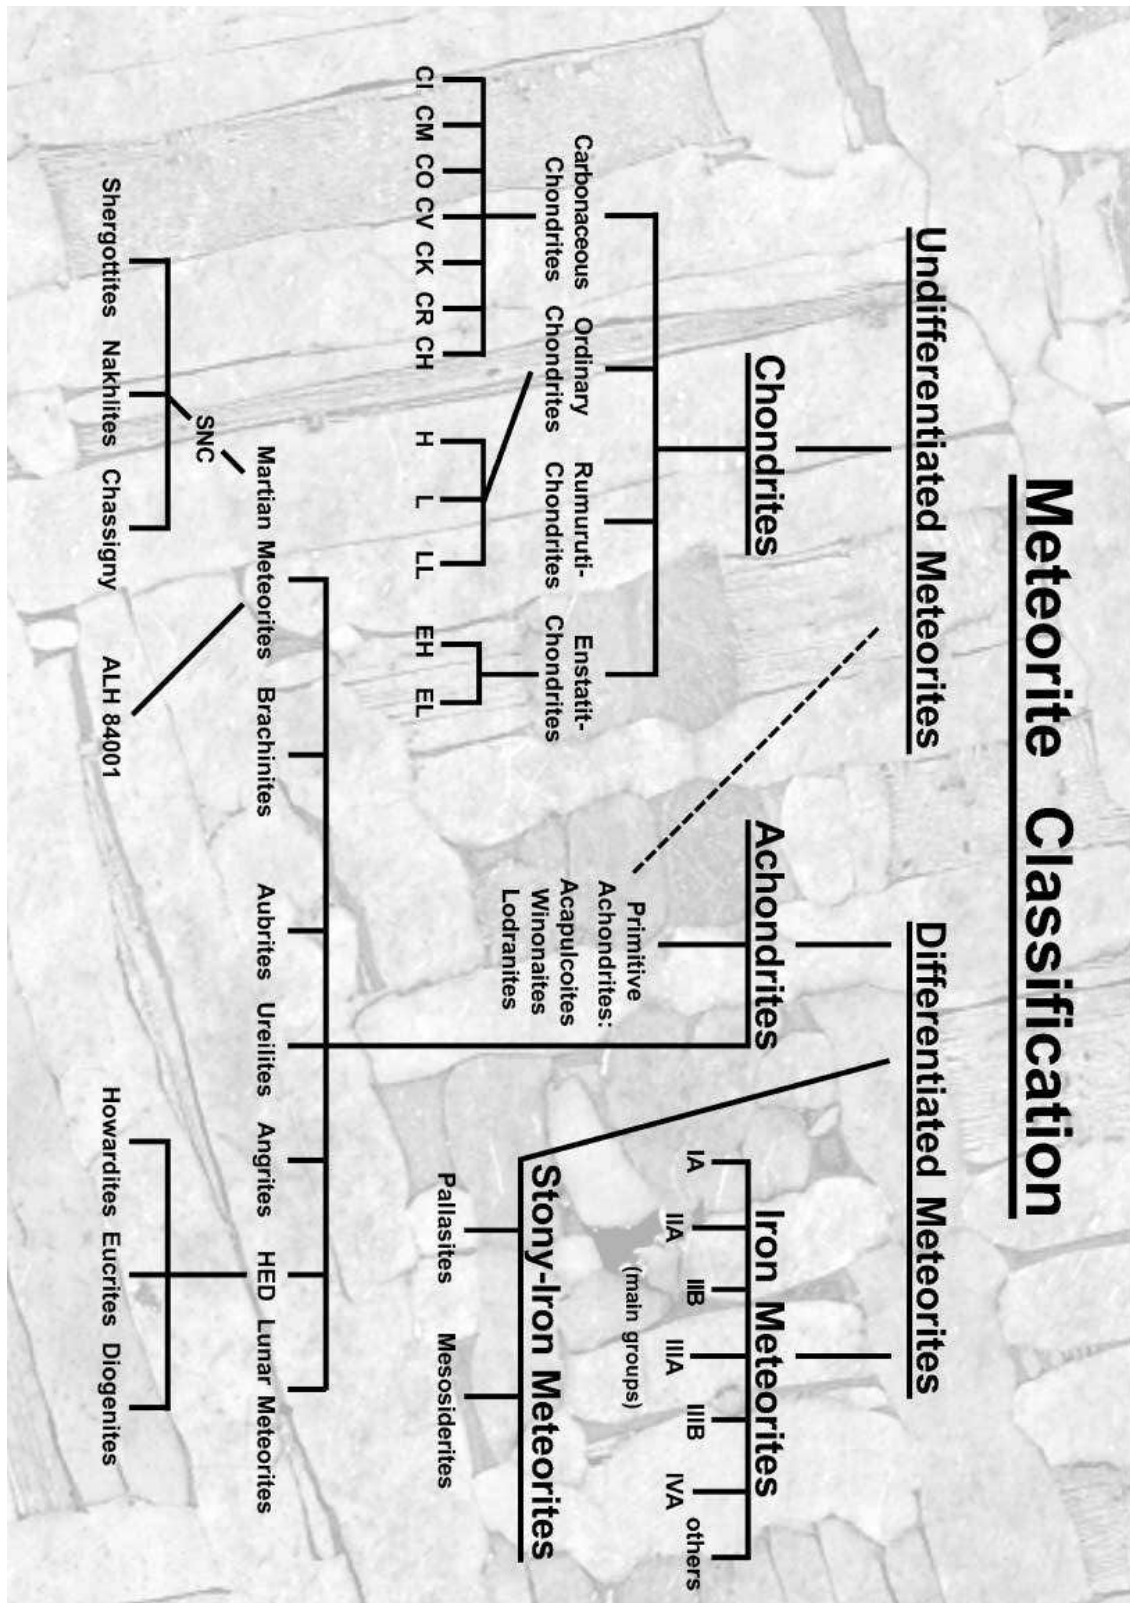 Meteorite Classification
Undifferentiated Meteorites
Differentiated Meteorites
Chondrites
Achondrites
Iron Meteorites
IA
IIA
IIB
IIIA
IIIB
IVA
others
(main groups)
Carbonaceous
Chondrites
Ordinary
Chondrites
Rumuruti-
Chondrites
Enstatit-
Chondrites
Primitive
Achondrites:
Acapulcoites
Winonaites
Lodranites
Stony-Iron Meteorites
Pallasites
Mesosiderites
CI CM CO CV CK CR CH
H L LL
EH EL
Martian Meteorites
Brachinites
Aubrites
Ureilites
Angrites
HED
Lunar Meteorites
SNC
Shergottites Nakhlites Chassigny
ALH 84001
Howardites Eucrites Diogenites